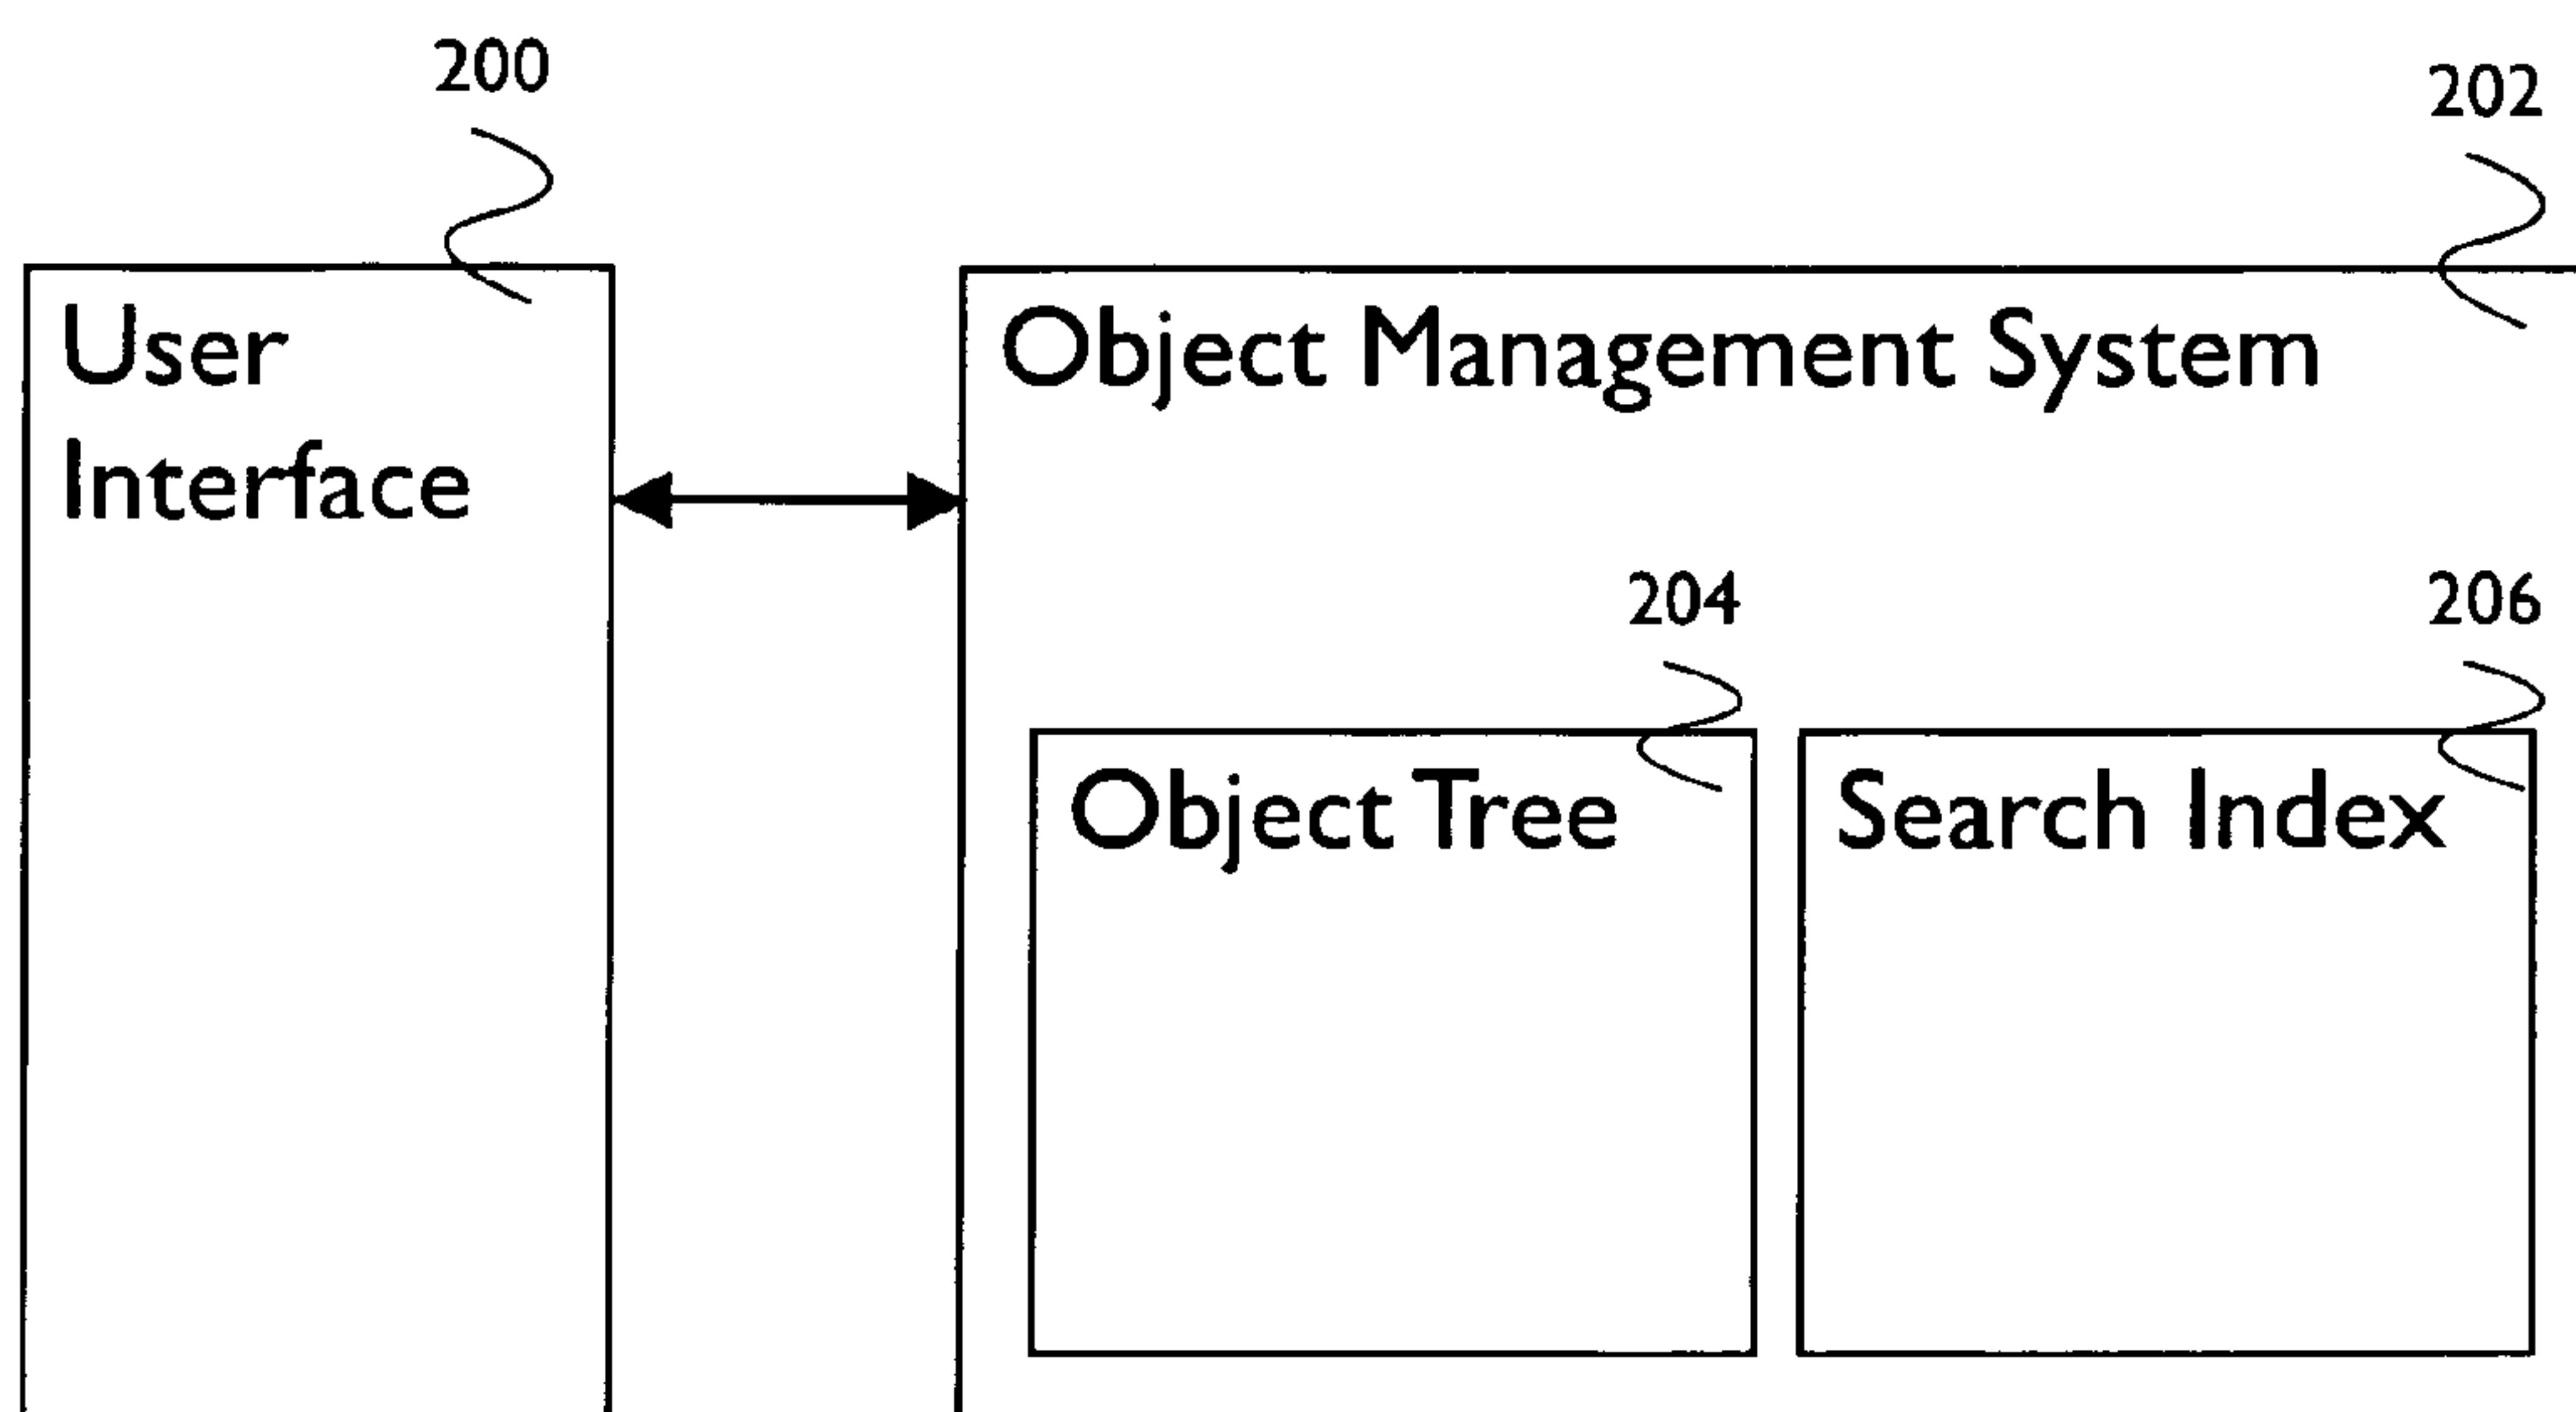 200
202
User
Interface
Object Management System
204
206
Object Tree
Search Index